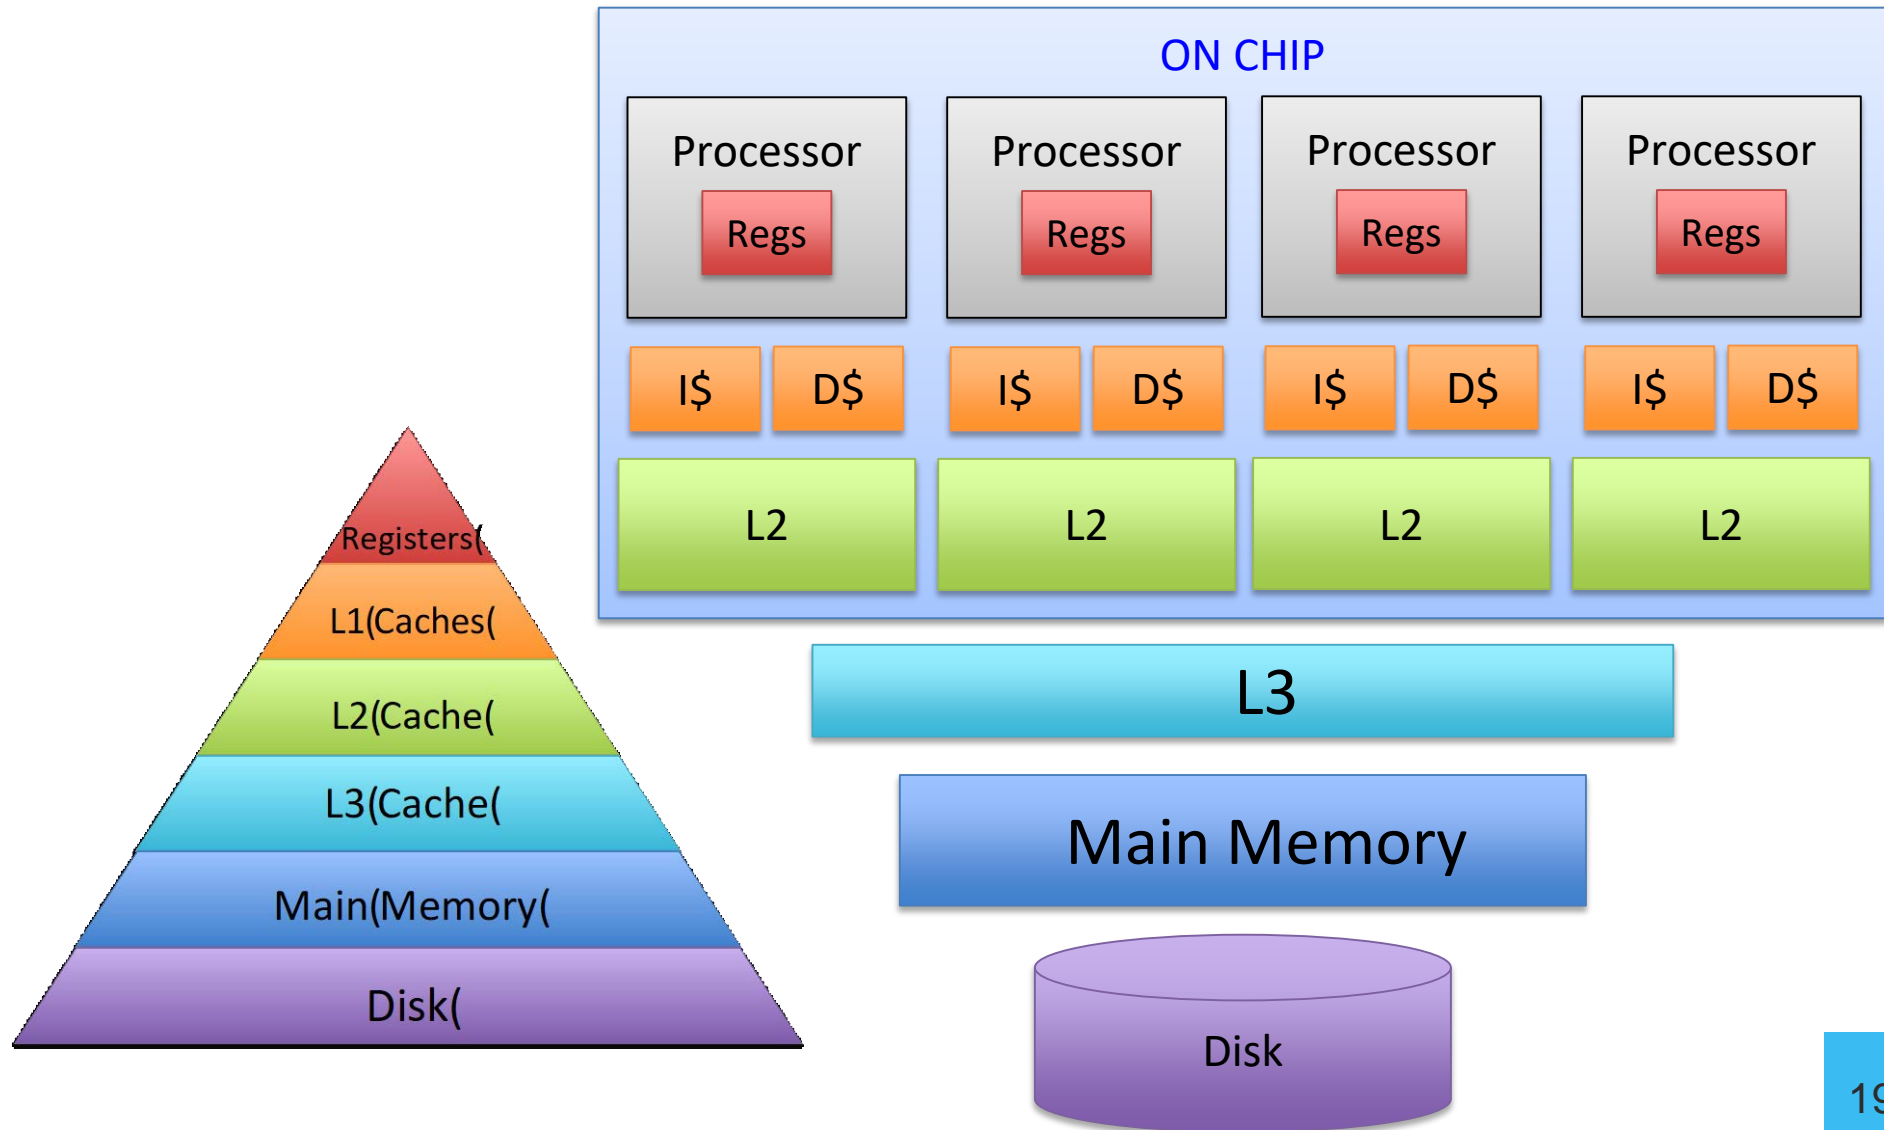 ON CHIP
Processor Processor Processor Processor
Regs Regs Regs Regs
I$ D$ I$ D$ I$ D$ I$ D$
L2 L2 L2 L2
L3
Main Memory
Disk
Registers(
L1(Caches(
L2(Cache(
L3(Cache(
Main(Memory(
Disk(
19